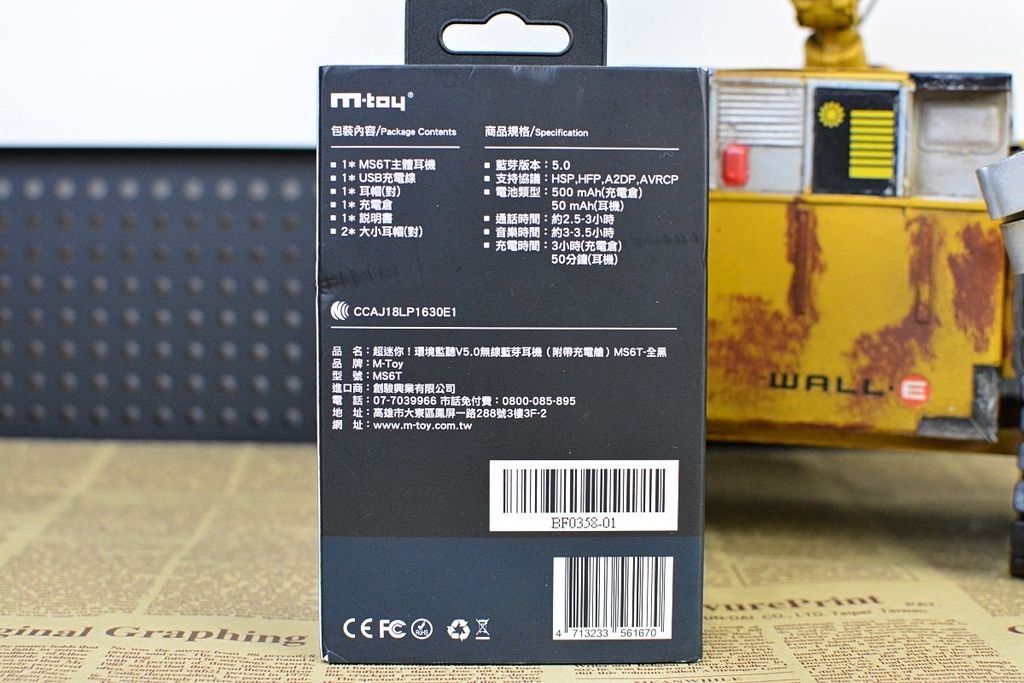 m·toy®
包裝內容/Package Contents
1* MS6T主體耳機
1* USB充電線
1* 耳帽(對)
1* 充電倉
1* 説明書
2* 大小耳帽(對)
商品規格/Specification
藍芽版本：5.0
支持協議：HSP,HFP,A2DP,AVRCP
電池類型：500 mAh(充電倉)
50 mAh(耳機)
通話時間：約2.5-3小時
音樂時間：約3-3.5小時
充電時間：3小時(充電倉)
50分鐘(耳機)
CCAJ18LP1630E1
品 名：超迷你！環境監聽V5.0無線藍芽耳機（附帶充電艙）MS6T-全黑
品 牌：M-Toy
型 號：MS6T
進口商：創駿興業有限公司
電 話：07-7039966 市話免付費：0800-085-895
地 址：高雄市大寮區鳳屏一路288號3樓3F-2
網 址：www.m-toy.com.tw
BF0358-01
4 713233 561670
CE FC RoHS
WALL·E
ginal Graphing
vurePrint
Taipei Taiwan
MEANWHILE